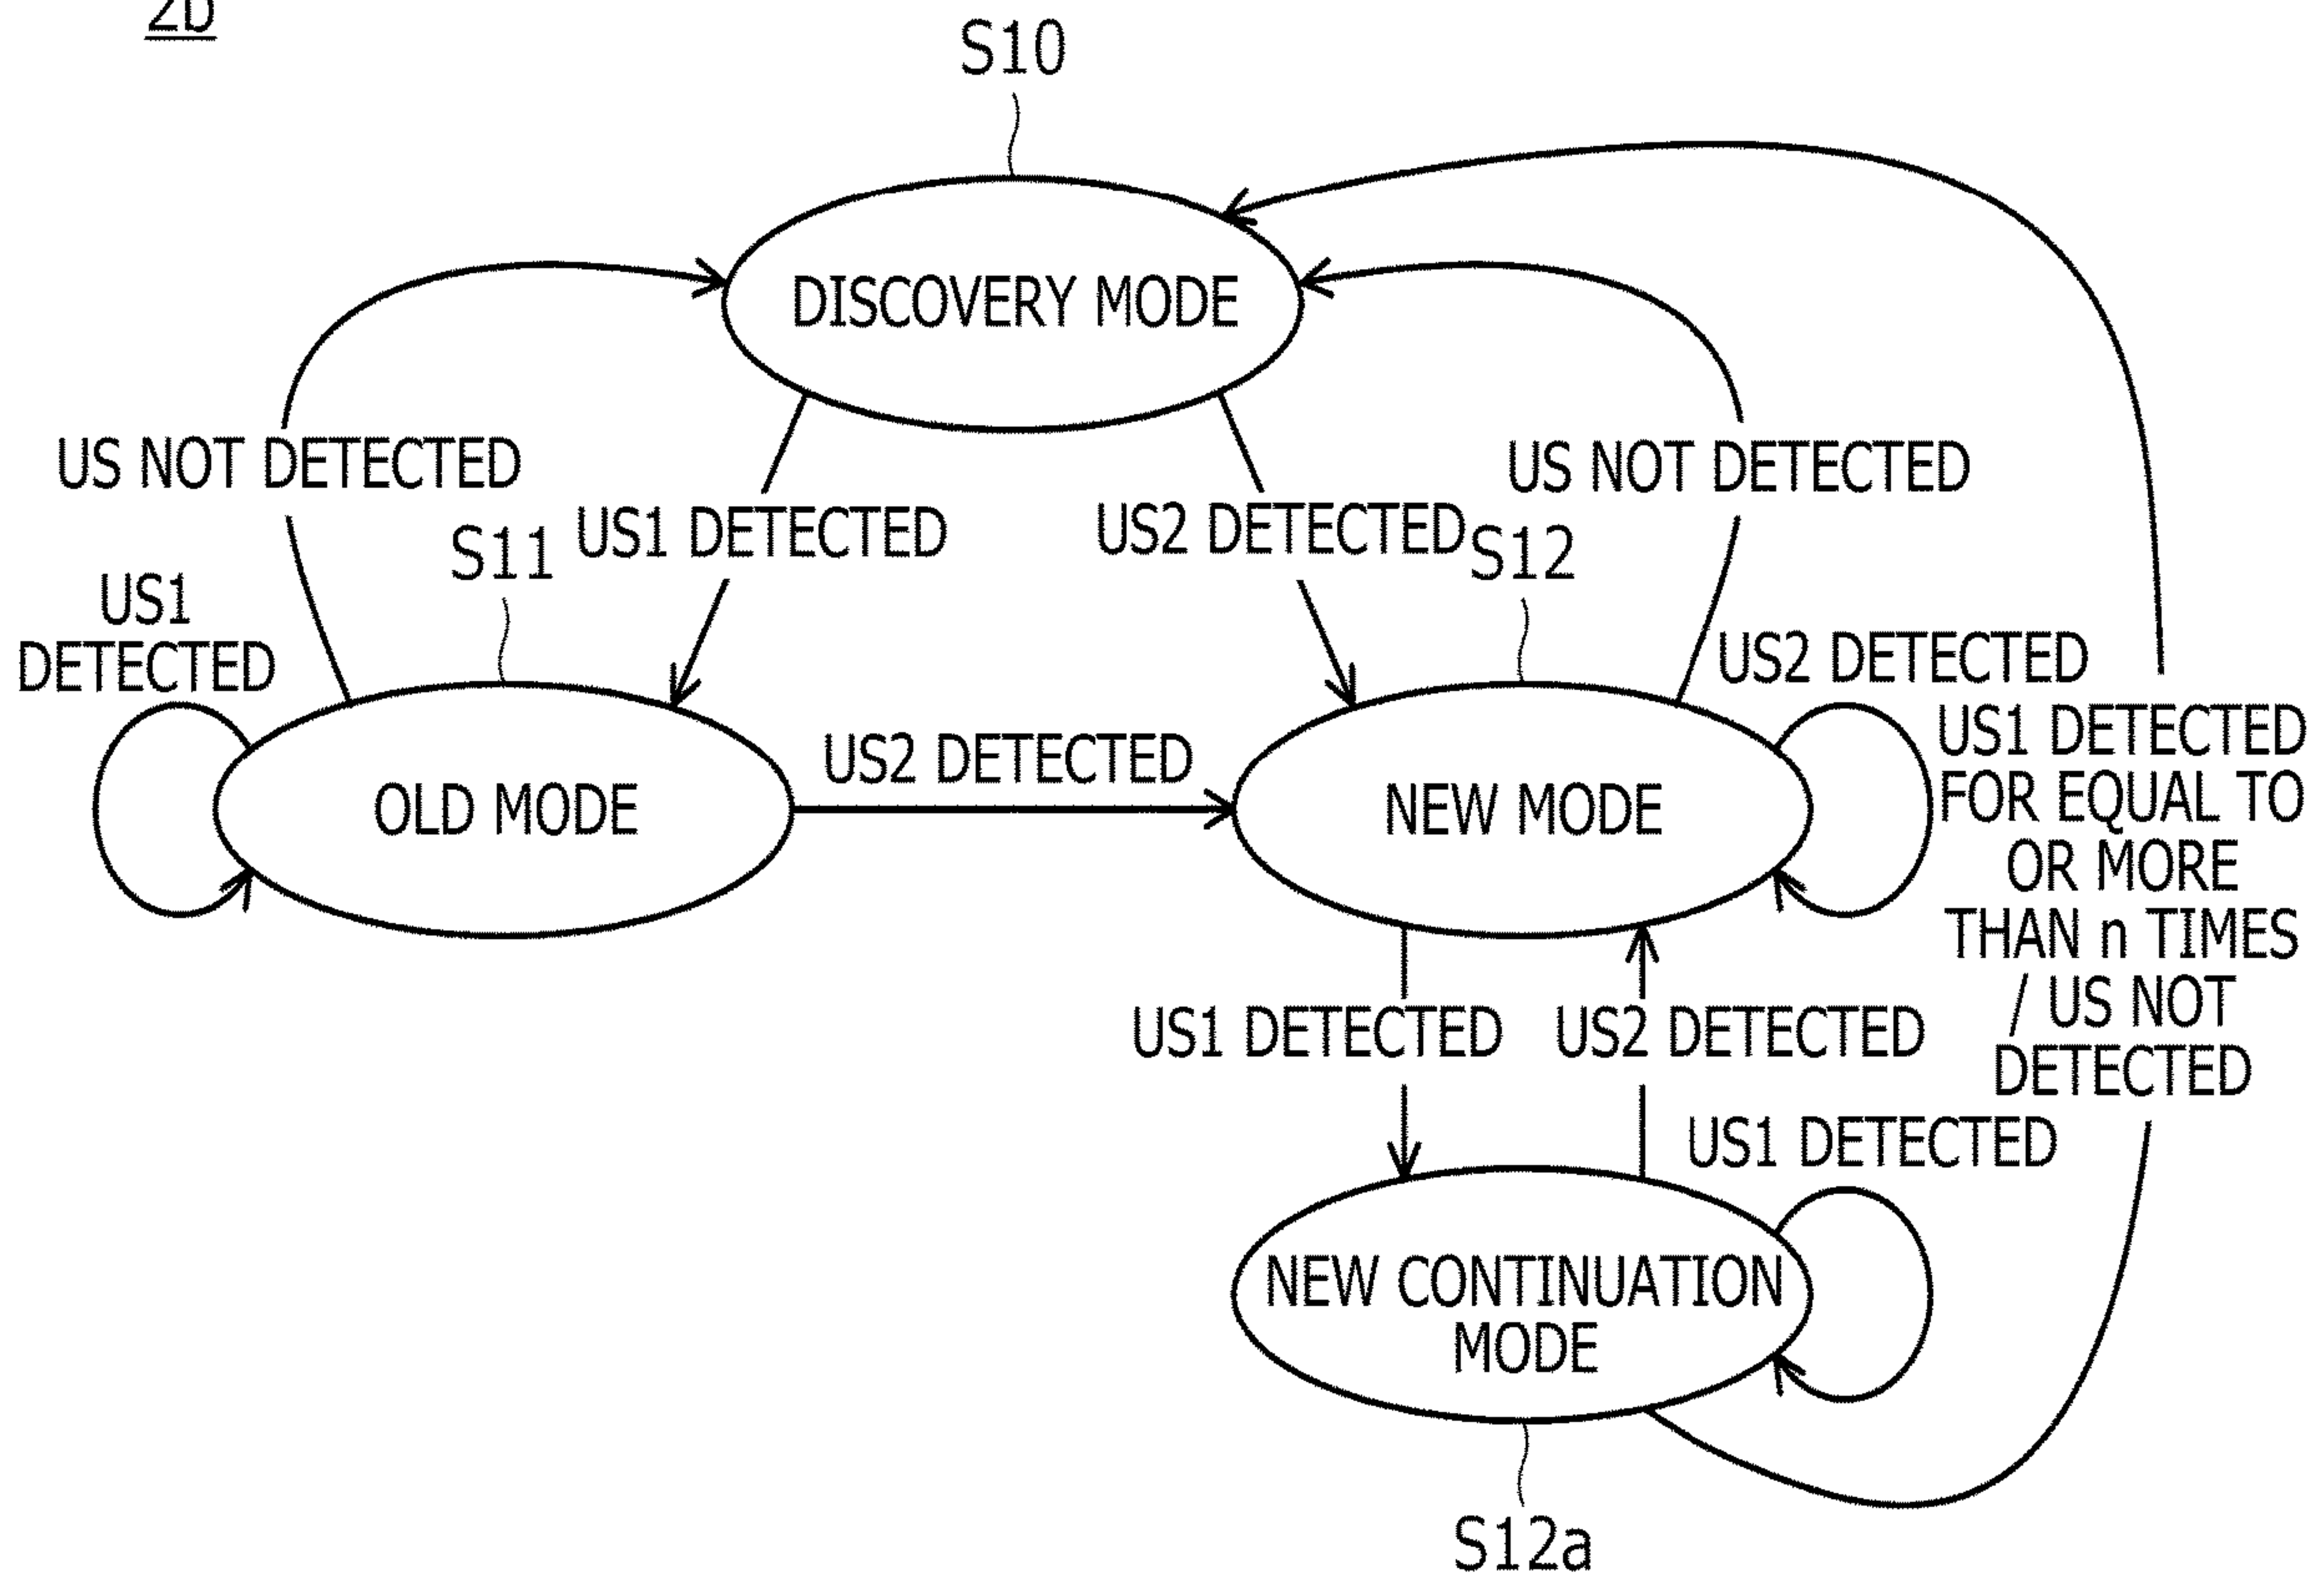 2b
S10
DISCOVERY MODE
US NOT DETECTED
US NOT DETECTED
US1 DETECTED
US2 DETECTED
S11
S12
US1
DETECTED
US2 DETECTED
OLD MODE
US2 DETECTED
NEW MODE
US1 DETECTED
FOR EQUAL TO
OR MORE
THAN n TIMES
/ US NOT
DETECTED
US1 DETECTED
US2 DETECTED
US1 DETECTED
NEW CONTINUATION
MODE
S12a